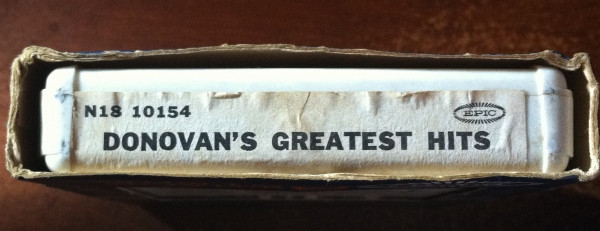 N18 10154
EPIC
DONOVAN'S GREATEST HITS